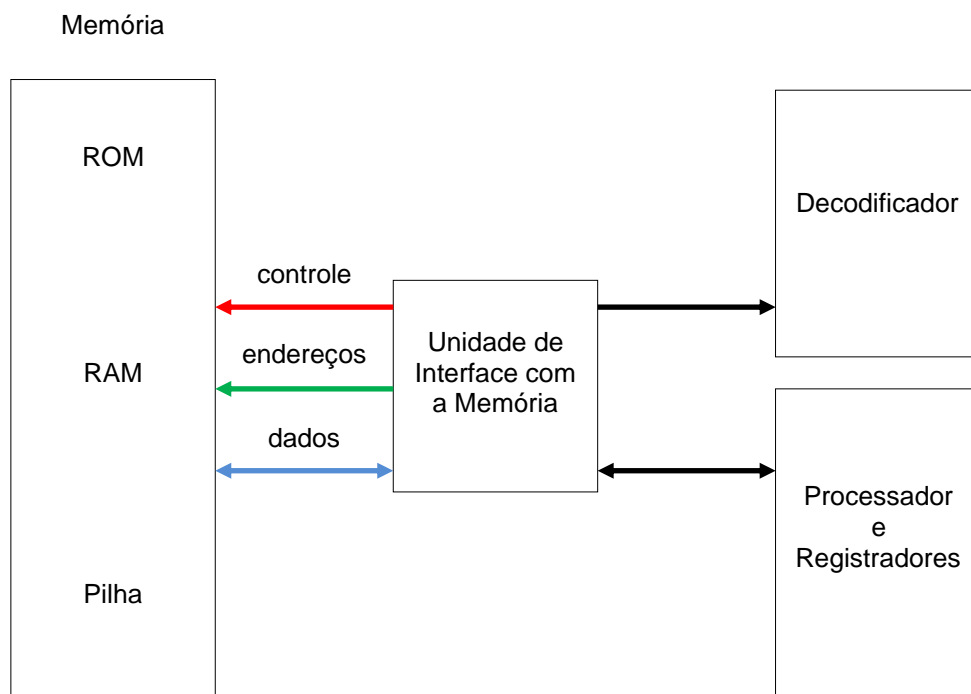 Memória
ROM
RAM
Pilha
controle
endereços
dados
Unidade de
Interface com
a Memória
Decodificador
Processador
e
Registradores